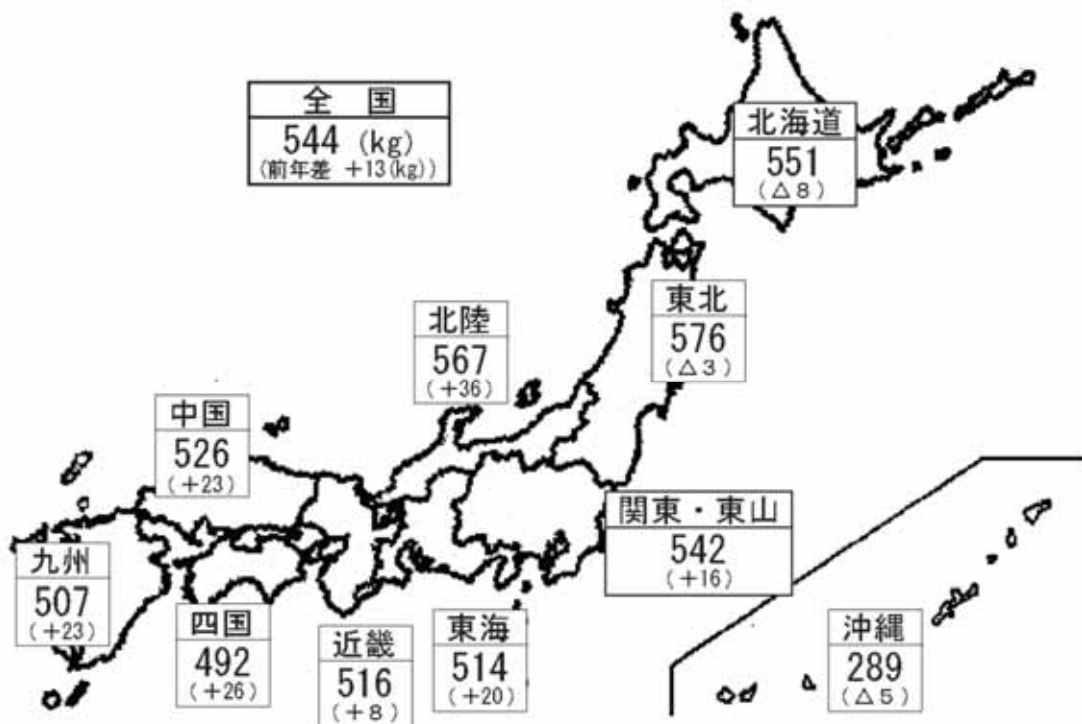 全　国
544 (kg)
(前年差 +13(kg))
北海道
551
(△8)
東北
576
(△3)
北陸
567
(+36)
中国
526
(+23)
関東・東山
542
(+16)
九州
507
(+23)
四国
492
(+26)
近畿
516
(+8)
東海
514
(+20)
沖縄
289
(△5)